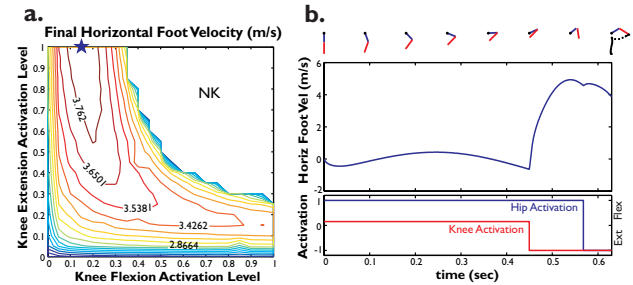 a.
Final Horizontal Foot Velocity (m/s)
Knee Extension Activation Level
1
0.9
0.8
0.7
0.6
0.5
0.4
0.3
0.2
0.1
0
NK
3.762
3.6501
3.5381
3.4262
2.8664
0 0.1 0.2 0.3 0.4 0.5 0.6 0.7 0.8 0.9 1
Knee Flexion Activation Level
b.
Horiz Foot Vel (m/s)
6
4
2
0
-2
Activation
1
0
-1
Hip Activation
Knee Activation
Ext Flex
0 0.1 0.2 0.3 0.4 0.5 0.6
time (sec)